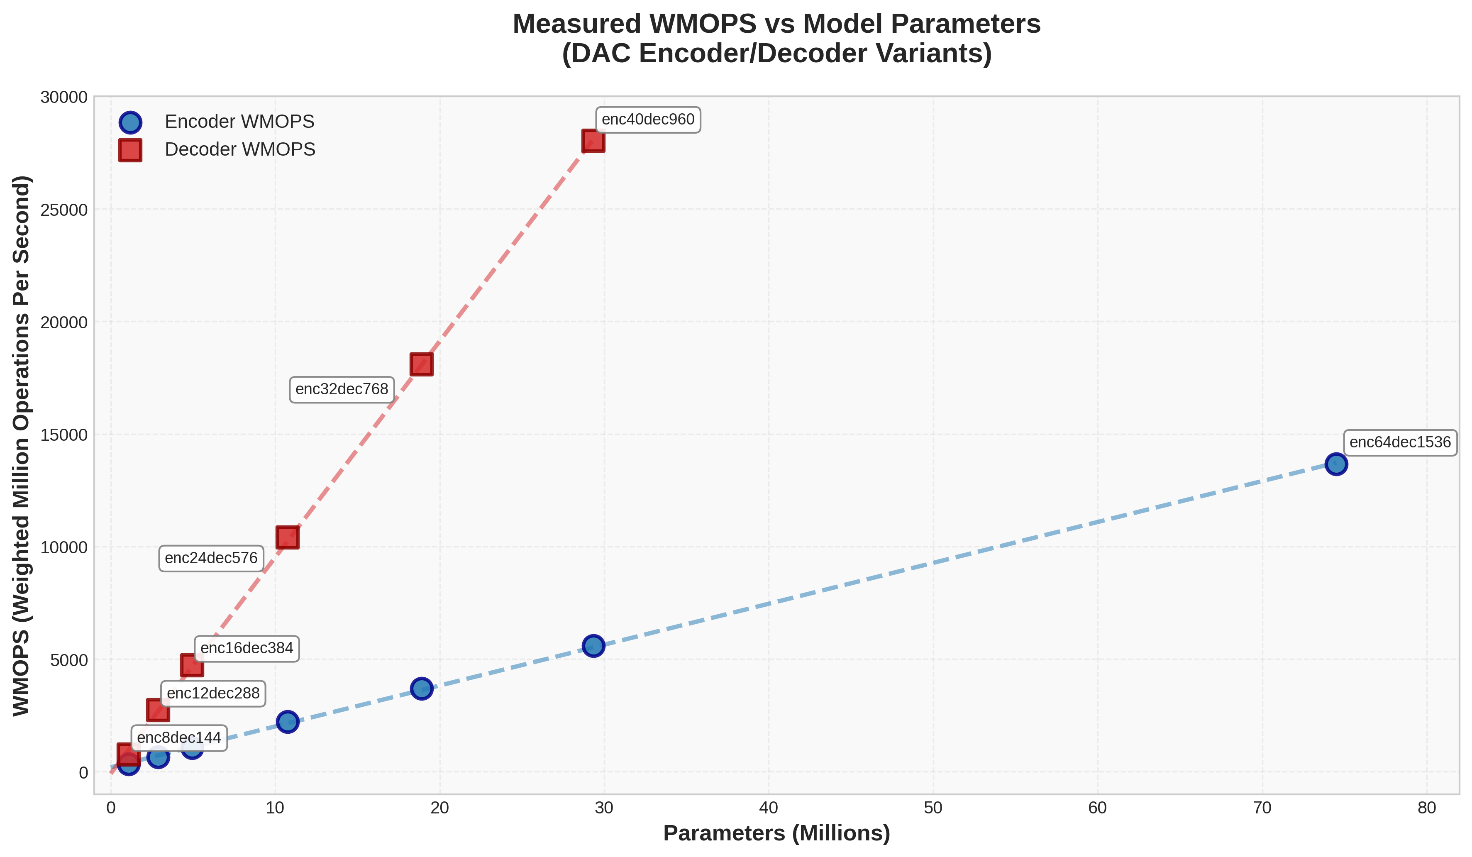 Measured WMOPS vs Model Parameters
(DAC Encoder/Decoder Variants)
Encoder WMOPS
Decoder WMOPS
WMOPS (Weighted Million Operations Per Second)
30000
25000
20000
15000
10000
5000
0
enc40dec960
enc32dec768
enc64dec1536
enc24dec576
enc16dec384
enc12dec288
enc8dec144
0
10
20
30
40
50
60
70
80
Parameters (Millions)